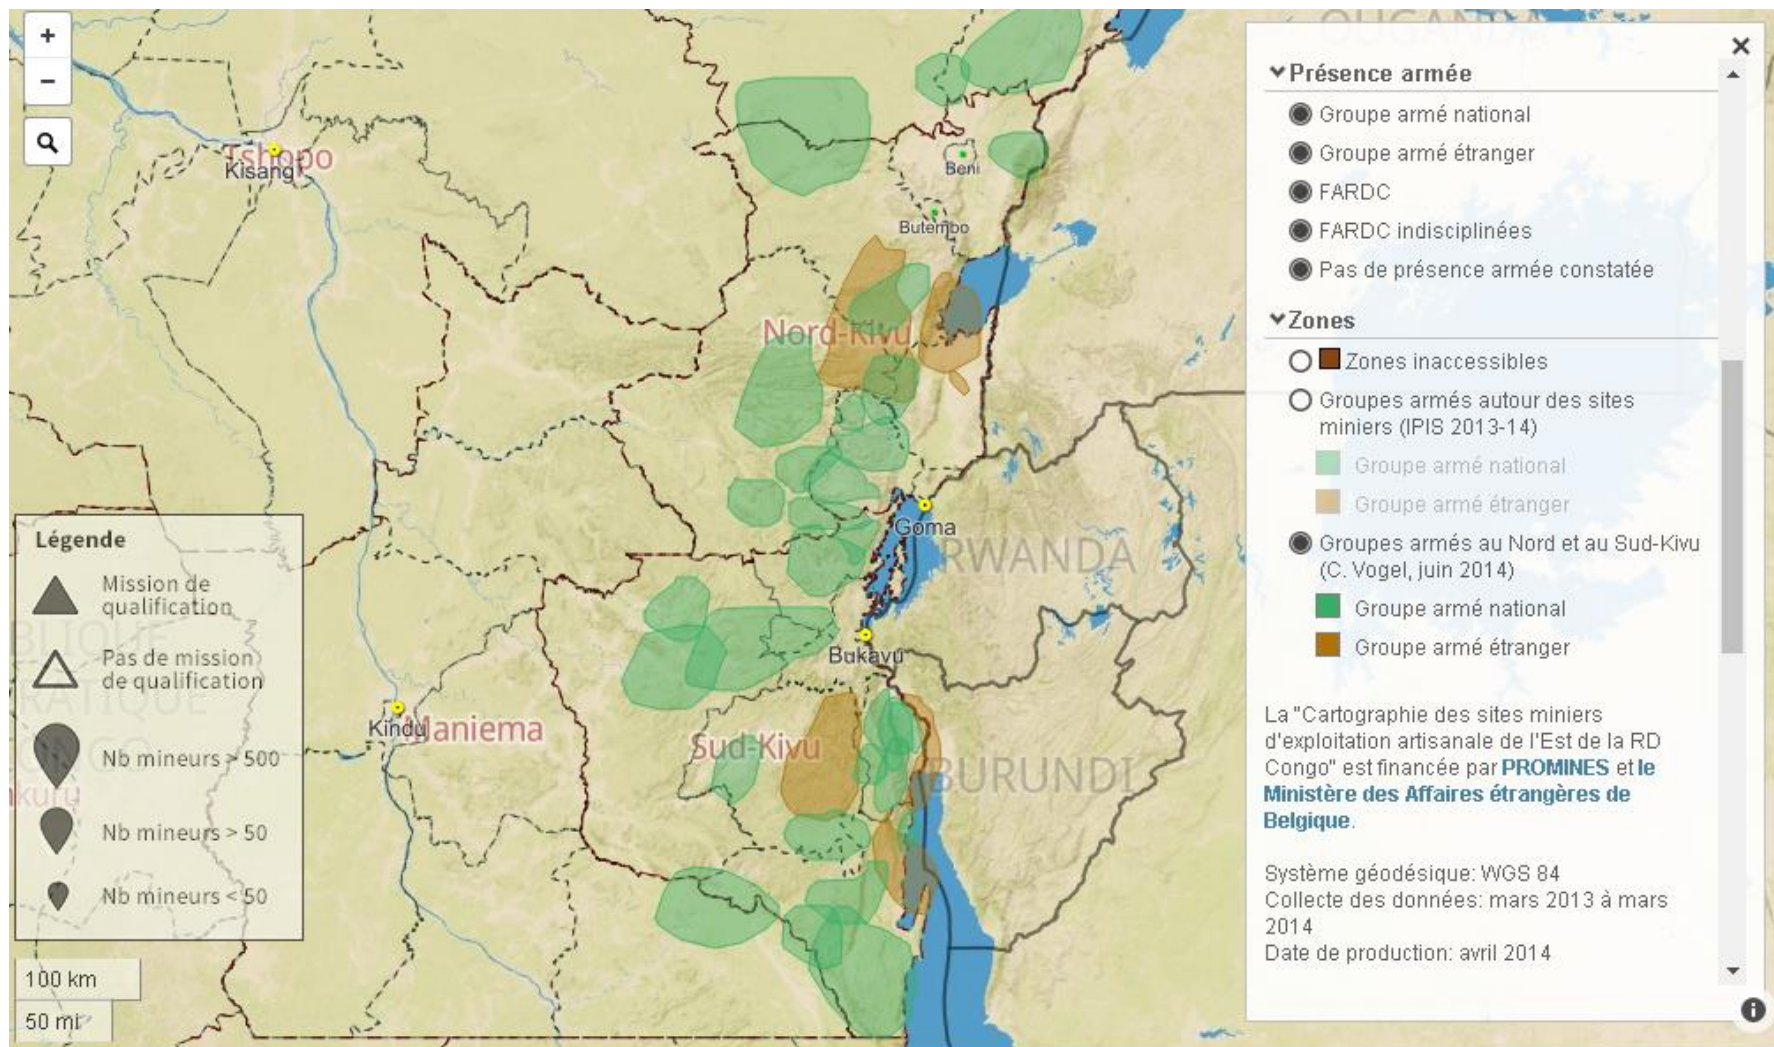 +
−
OUGANDA
Tshopo
Kisang
Beni
Butembo
Nord-Kivu
Goma
RWANDA
Bukavu
Kindu
Maniema
Sud-Kivu
BURUNDI
Légende
Mission de
qualification
Pas de mission
de qualification
Nb mineurs > 500
Nb mineurs > 50
Nb mineurs < 50
100 km
50 mi
Présence armée
Groupe armé national
Groupe armé étranger
FARDC
FARDC indisciplinées
Pas de présence armée constatée
Zones
Zones inaccessibles
Groupes armés autour des sites
miniers (IPIS 2013-14)
Groupe armé national
Groupe armé étranger
Groupes armés au Nord et au Sud-Kivu
(C. Vogel, juin 2014)
Groupe armé national
Groupe armé étranger
La "Cartographie des sites miniers
d'exploitation artisanale de l'Est de la RD
Congo" est financée par PROMINES et le
Ministère des Affaires étrangères de
Belgique.
Système géodésique: WGS 84
Collecte des données: mars 2013 à mars
2014
Date de production: avril 2014